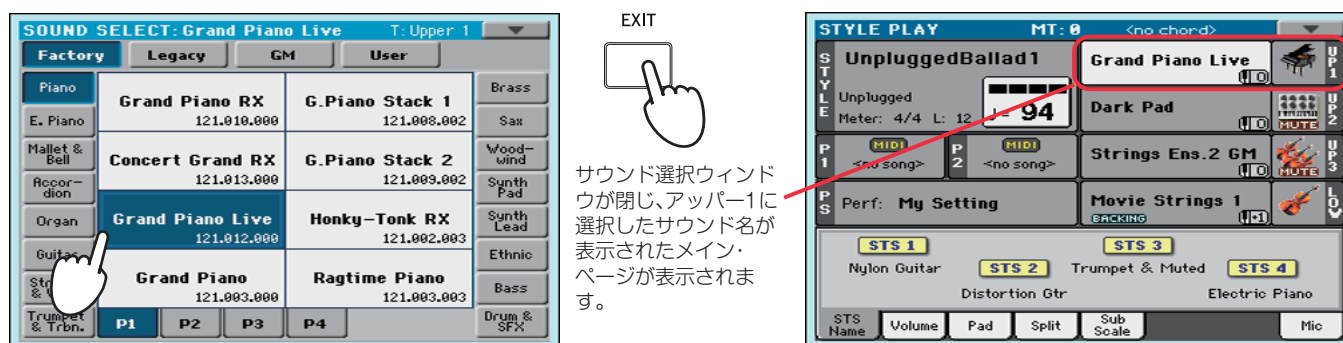 SOUND SELECT:Grand Piano Live T:Upper 1
Factory Legacy GM User
Piano
E. Piano
Mallet &
Bell
Accor-
dion
Organ
Guitar
Trumpet
& Trbn.
Grand Piano RX
121.010.000
G.Piano Stack 1
121.008.002
Concert Grand RX
121.013.000
G.Piano Stack 2
121.009.002
Grand Piano Live
121.012.000
Honky-Tonk RX
121.002.003
Grand Piano
121.003.000
Ragtime Piano
121.003.003
Brass
Sax
Wood-
wind
Synth
Pad
Synth
Lead
Ethnic
Bass
Drum &
SFX
P1 P2 P3 P4
EXIT
サウンド選択ウィンド
ウが閉じ、アッパー1に
選択したサウンド名が
表示されたメイン・
ページが表示されま
す。
STYLE PLAY MT:0 <no chord>
STYLE
UnpluggedBallad1
Unplugged
Meter: 4/4 L: 12
94
Grand Piano Live
0
UP1
Dark Pad
0
MUTE
UP2
P1
MIDI
<no song>
P2
MIDI
<no song>
Strings Ens.2 GM
0
MUTE
UP3
PS
Perf: My Setting
Movie Strings 1
BACKING
+1
LOW
STS 1
Nylon Guitar
STS 2
Distortion Gtr
STS 3
Trumpet & Muted
STS 4
Electric Piano
STS
Name
Volume
Pad
Split
Sub
Scale
Mic